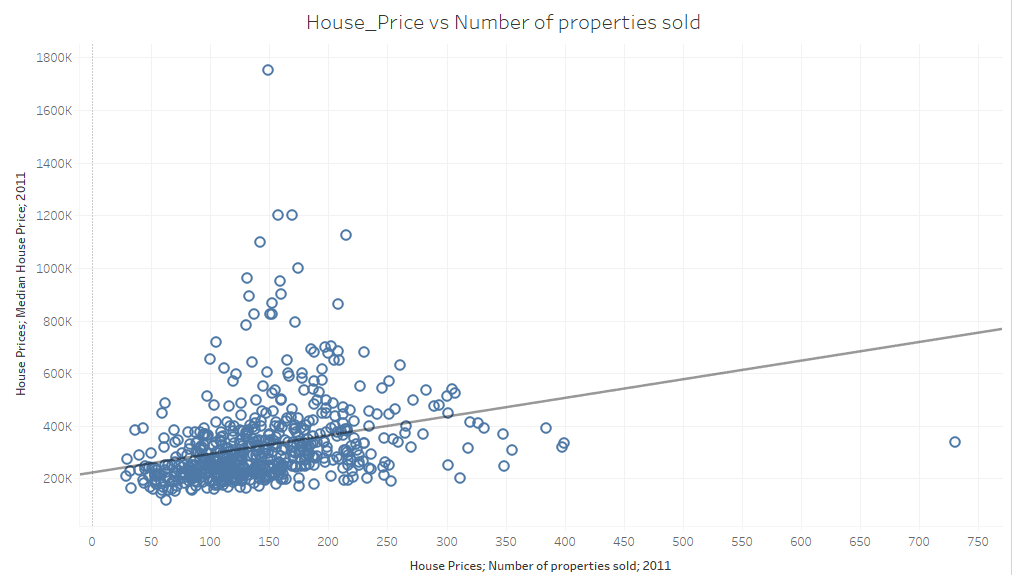 House_Price vs Number of properties sold
1800K
1600K
1400K
1200K
1000K
800K
600K
400K
200K
House Prices; Median House Price; 2011
0 50 100 150 200 250 300 350 400 450 500 550 600 650 700 750
House Prices; Number of properties sold; 2011